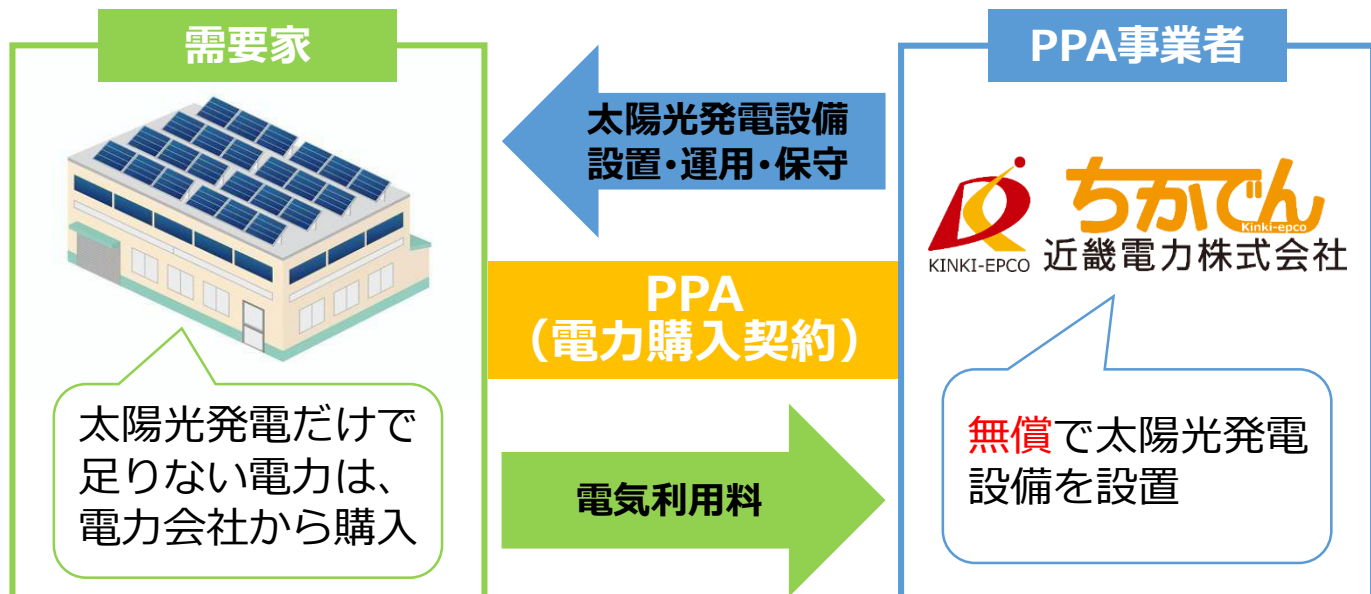 需要家
PPA事業者
太陽光発電設備
設置・運用・保守
ちかでん
Kinki-epco
KINKI-EPCO
近畿電力株式会社
PPA
（電力購入契約）
太陽光発電だけで
足りない電力は、
電力会社から購入
電気利用料
無償で太陽光発電
設備を設置